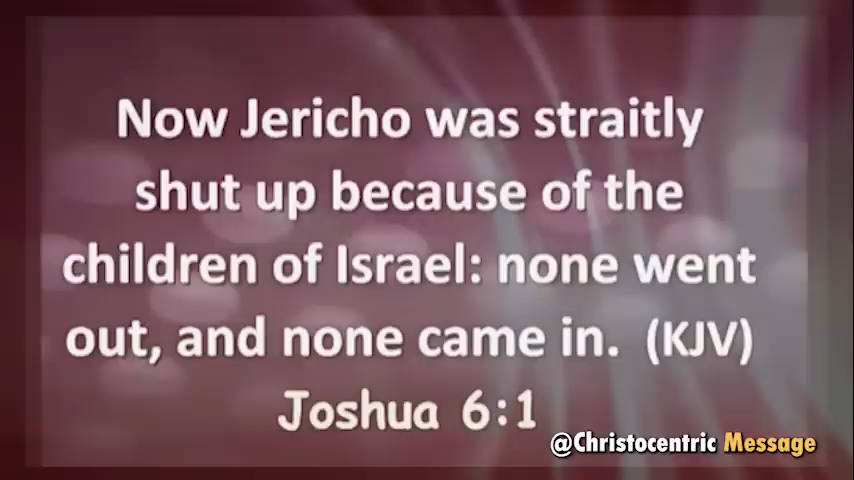 Now Jericho was straitly
shut up because of the
children of Israel: none went
out, and none came in. (KJV)
Joshua 6:1
@Christocentric Message